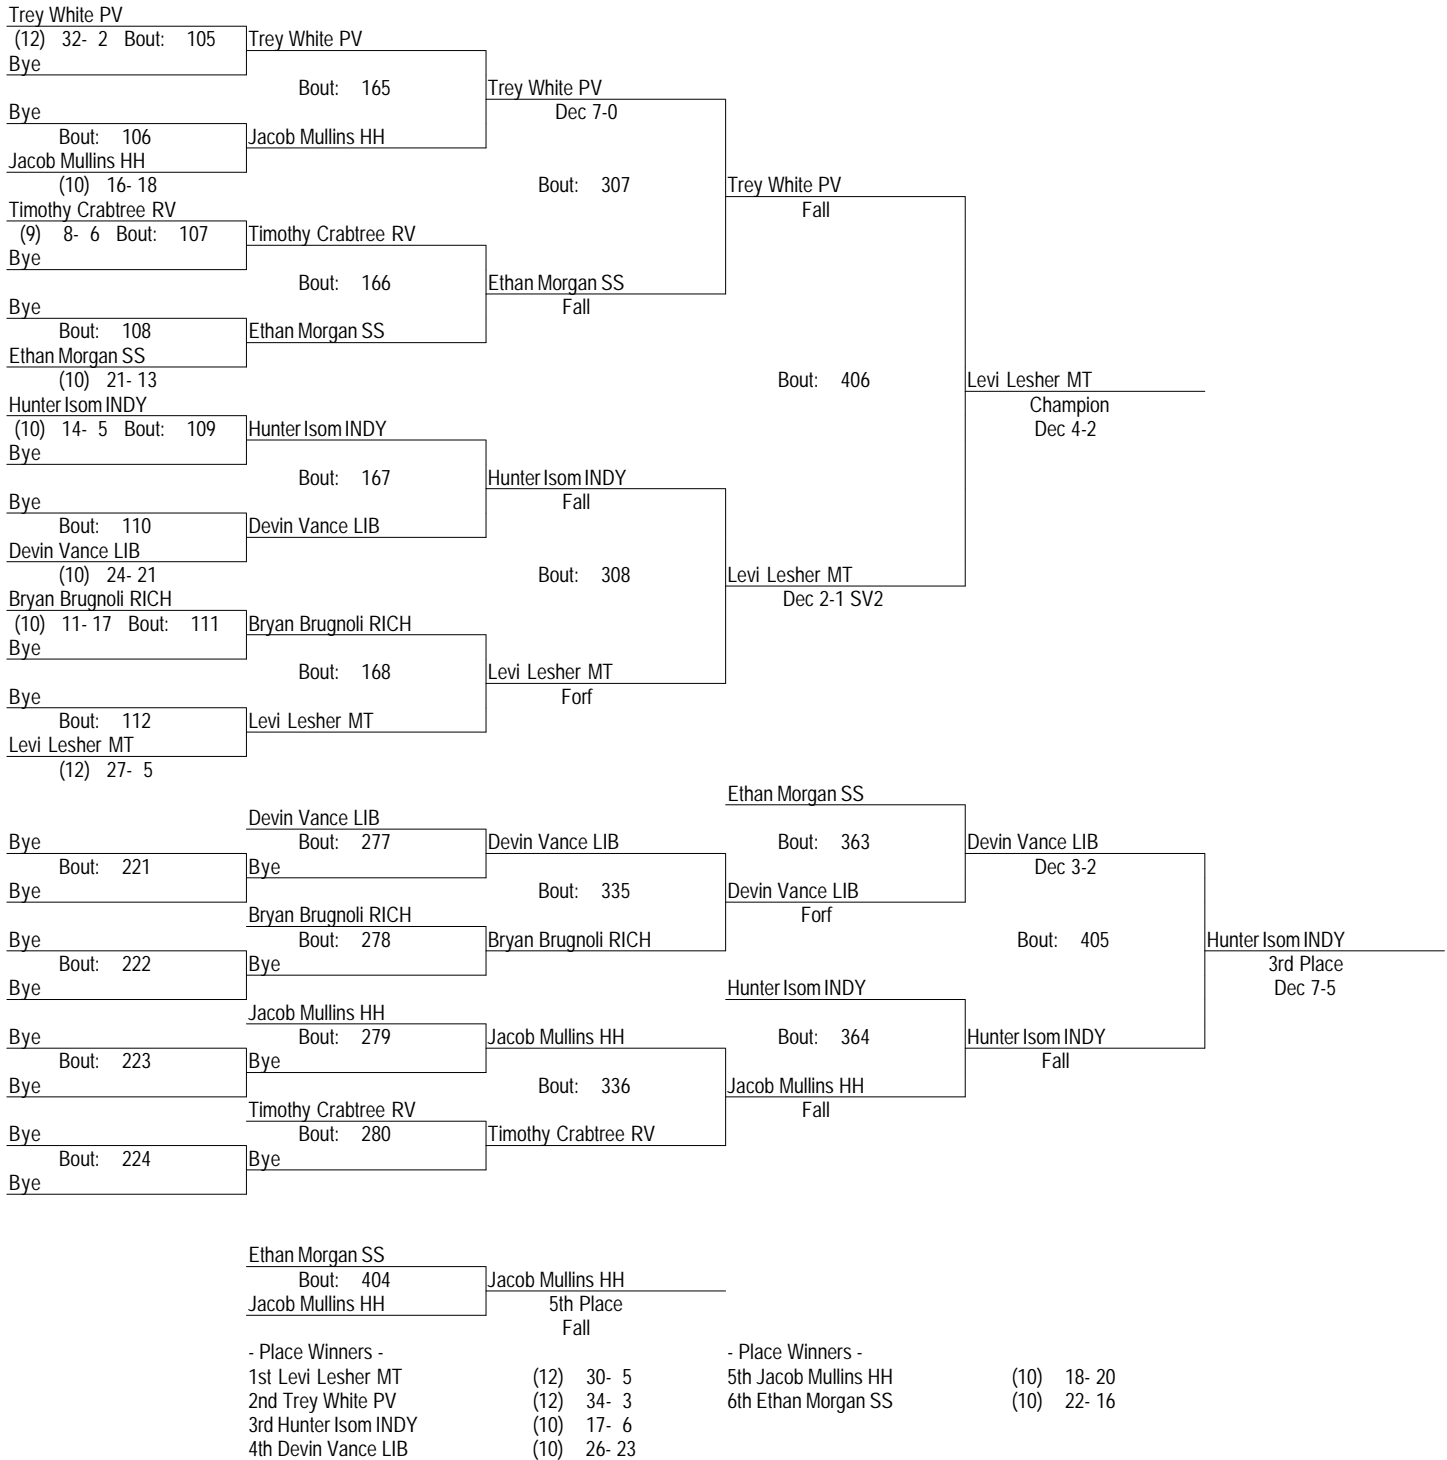 Trey White PV
(12) 32- 2 Bout: 105 Trey White PV
Bye
Bout: 165 Trey White PV
Bye Dec 7-0
Bout: 106 Jacob Mullins HH
Jacob Mullins HH
(10) 16- 18 Bout: 307 Trey White PV
Timothy Crabtree RV Fall
(9) 8- 6 Bout: 107 Timothy Crabtree RV
Bye
Bout: 166 Ethan Morgan SS
Bye Fall
Bout: 108 Ethan Morgan SS
Ethan Morgan SS
(10) 21- 13 Bout: 406 Levi Lesher MT
Hunter Isom INDY Champion
(10) 14- 5 Bout: 109 Hunter Isom INDY Dec 4-2
Bye
Bout: 167 Hunter Isom INDY
Bye Fall
Bout: 110 Devin Vance LIB
Devin Vance LIB
(10) 24- 21 Bout: 308 Levi Lesher MT
Bryan Brugnoli RICH Dec 2-1 SV2
(10) 11- 17 Bout: 111 Bryan Brugnoli RICH
Bye
Bout: 168 Levi Lesher MT
Bye Forf
Bout: 112 Levi Lesher MT
Levi Lesher MT
(12) 27- 5
Ethan Morgan SS
Devin Vance LIB
Bye Bout: 277 Devin Vance LIB Bout: 363 Devin Vance LIB
Bout: 221 Bye Dec 3-2
Bye Bout: 335 Devin Vance LIB
Bryan Brugnoli RICH Forf
Bye Bout: 278 Bryan Brugnoli RICH Bout: 405 Hunter Isom INDY
Bout: 222 Bye 3rd Place
Bye Hunter Isom INDY Dec 7-5
Jacob Mullins HH
Bye Bout: 279 Jacob Mullins HH Bout: 364 Hunter Isom INDY
Bout: 223 Bye Fall
Bye Bout: 336 Jacob Mullins HH
Timothy Crabtree RV Fall
Bye Bout: 280 Timothy Crabtree RV
Bout: 224 Bye
Bye
Ethan Morgan SS
Bout: 404 Jacob Mullins HH
Jacob Mullins HH 5th Place
Fall
- Place Winners - - Place Winners -
1st Levi Lesher MT (12) 30- 5 5th Jacob Mullins HH (10) 18- 20
2nd Trey White PV (12) 34- 3 6th Ethan Morgan SS (10) 22- 16
3rd Hunter Isom INDY (10) 17- 6
4th Devin Vance LIB (10) 26- 23